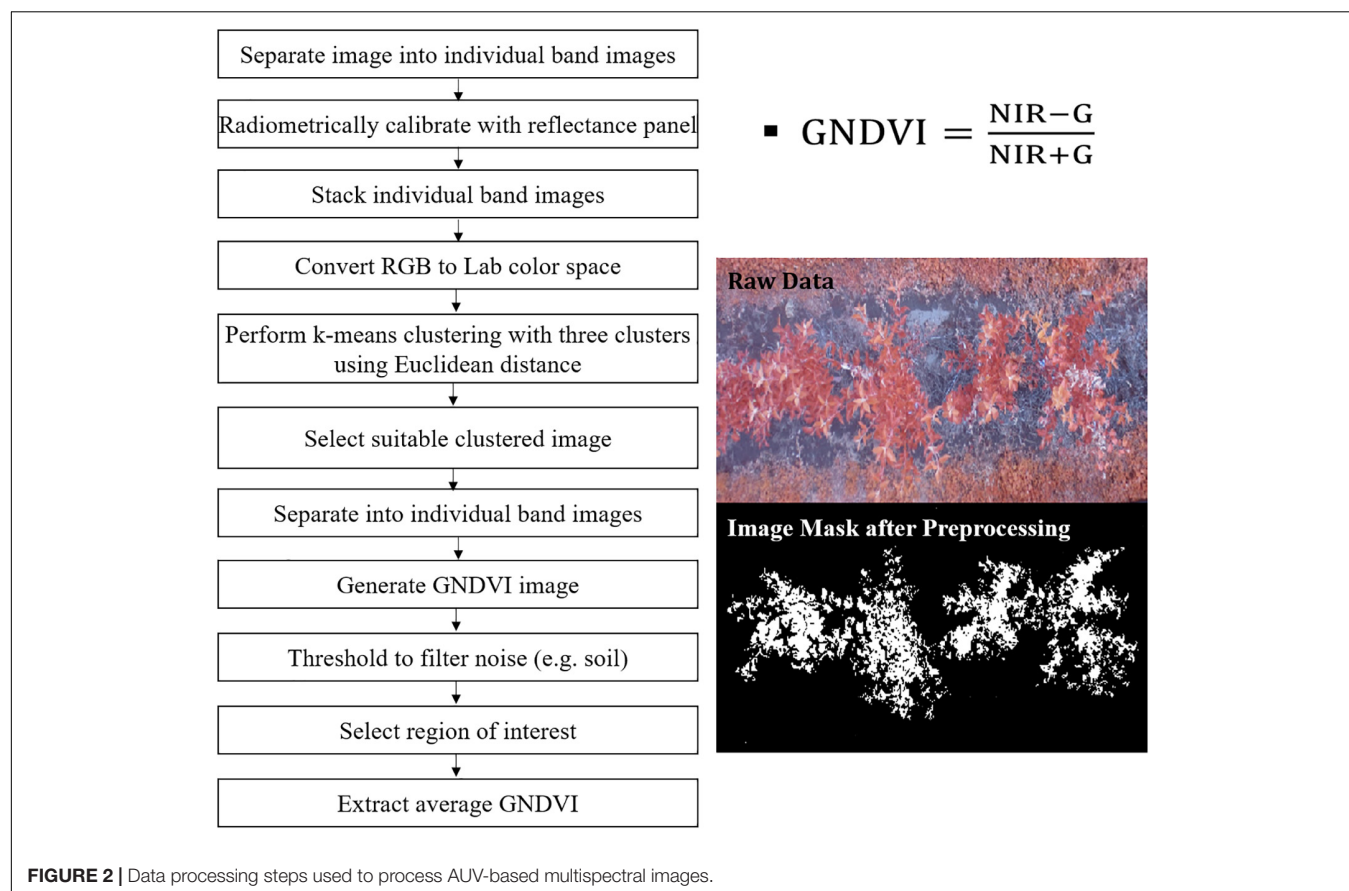 Separate image into individual band images
Radiometrically calibrate with reflectance panel
Stack individual band images
Convert RGB to Lab color space
Perform k-means clustering with three clusters
using Euclidean distance
Select suitable clustered image
Separate into individual band images
Generate GNDVI image
Threshold to filter noise (e.g. soil)
Select region of interest
Extract average GNDVI
▪ GNDVI = NIR−G
NIR+G
Raw Data
Image Mask after Preprocessing
FIGURE 2 | Data processing steps used to process AUV-based multispectral images.